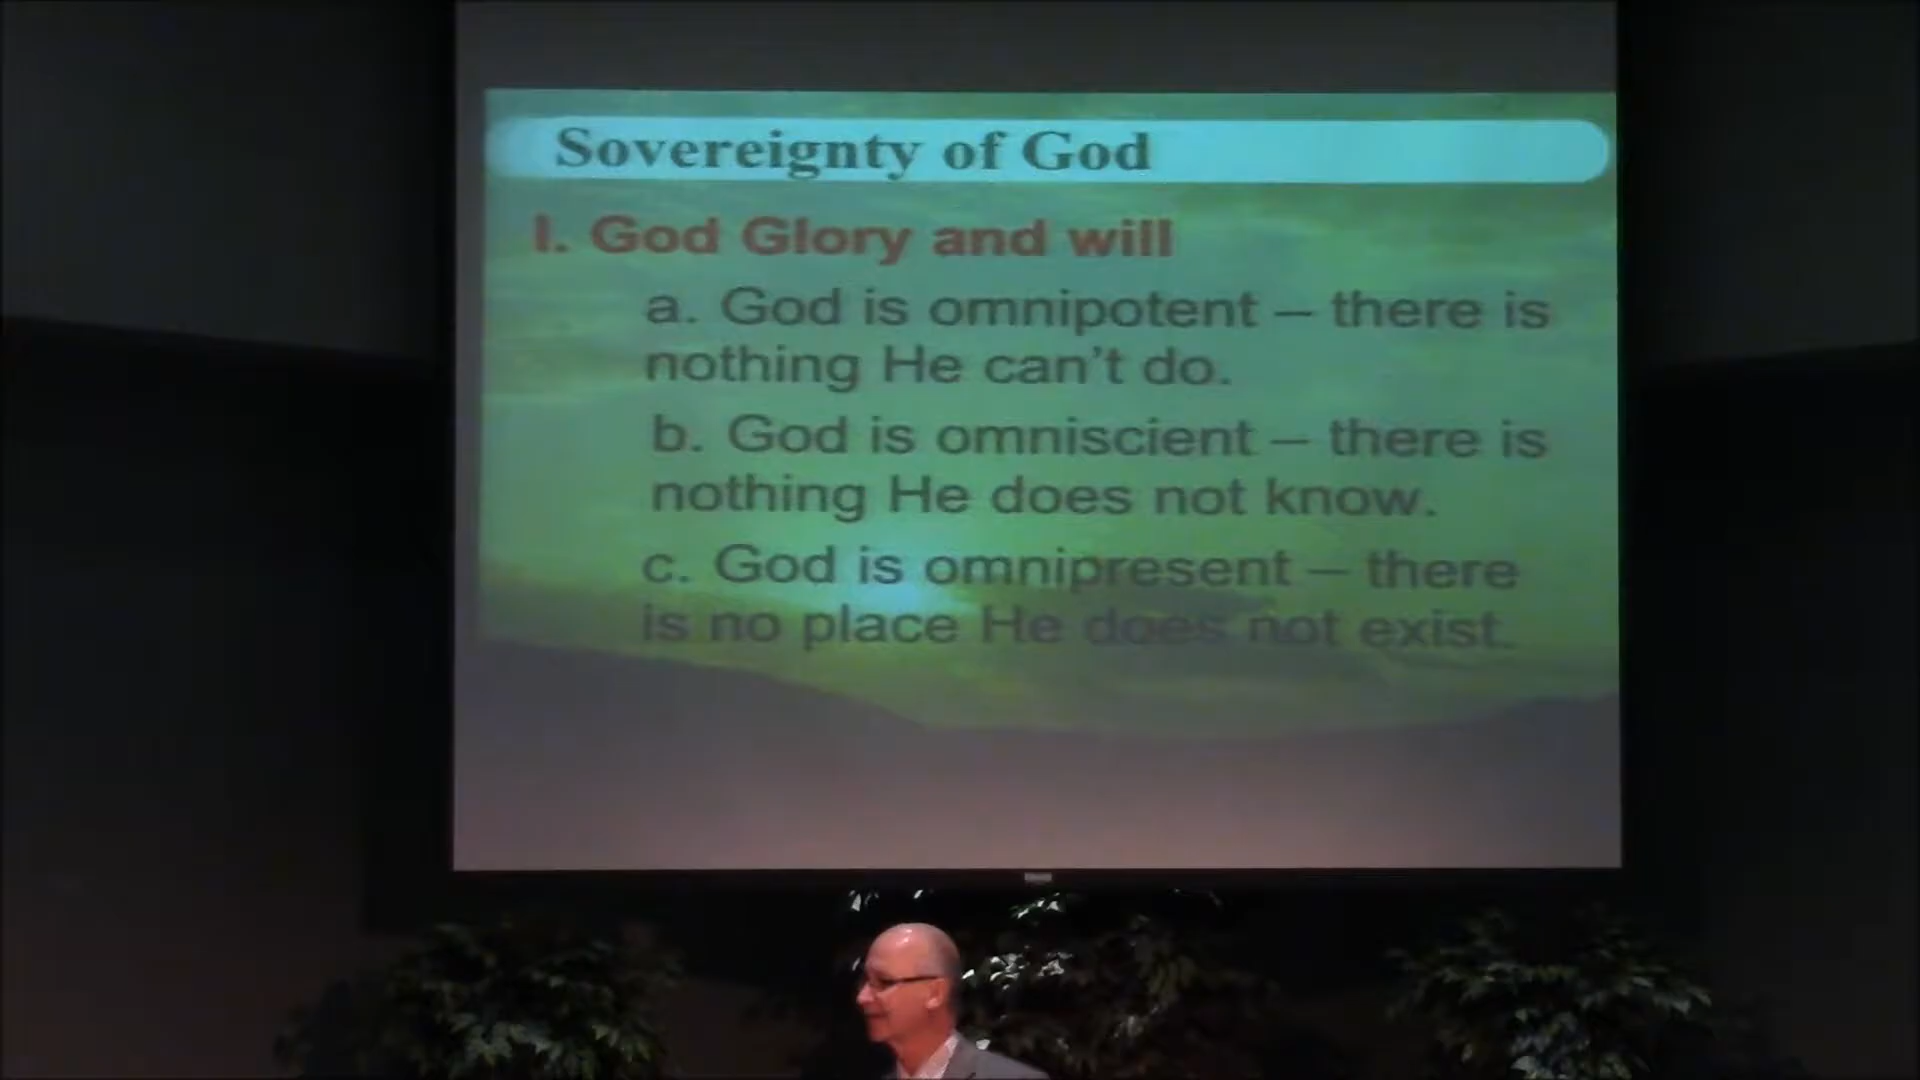 Sovereignty of God
I. God Glory and will
a. God is omnipotent – there is
nothing He can't do.
b. God is omniscient – there is
nothing He does not know.
c. God is omnipresent – there
is no place He does not exist.